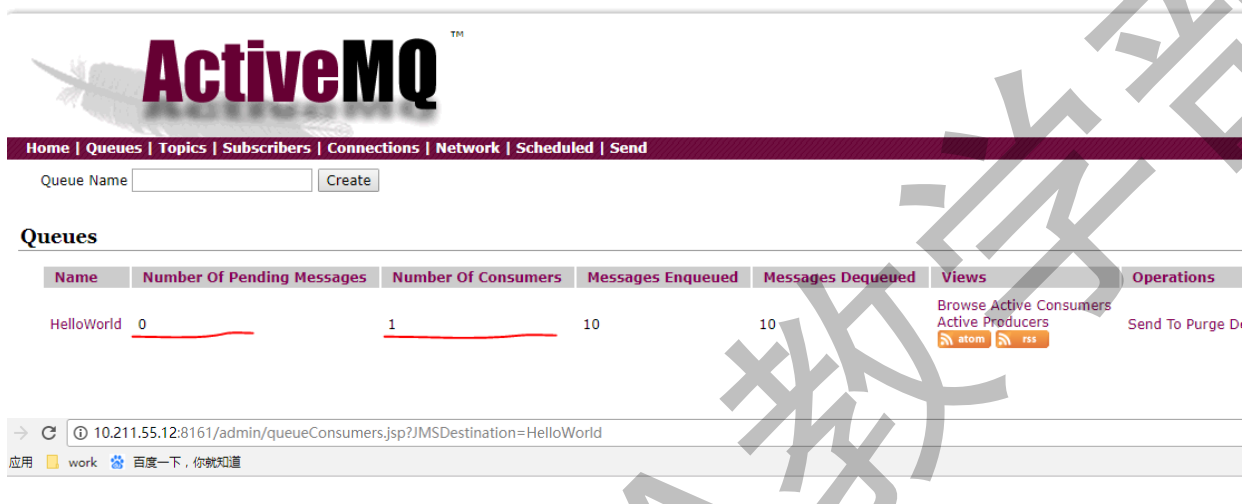 ActiveMQ ™
Home | Queues | Topics | Subscribers | Connections | Network | Scheduled | Send
Queue Name Create
Queues
Name Number Of Pending Messages Number Of Consumers Messages Enqueued Messages Dequeued Views Operations
HelloWorld 0 1 10 10 Browse Active Consumers
Active Producers
atom rss
Send To Purge De
10.211.55.12:8161/admin/queueConsumers.jsp?JMSDestination=HelloWorld
应用 work 百度一下，你就知道
教学